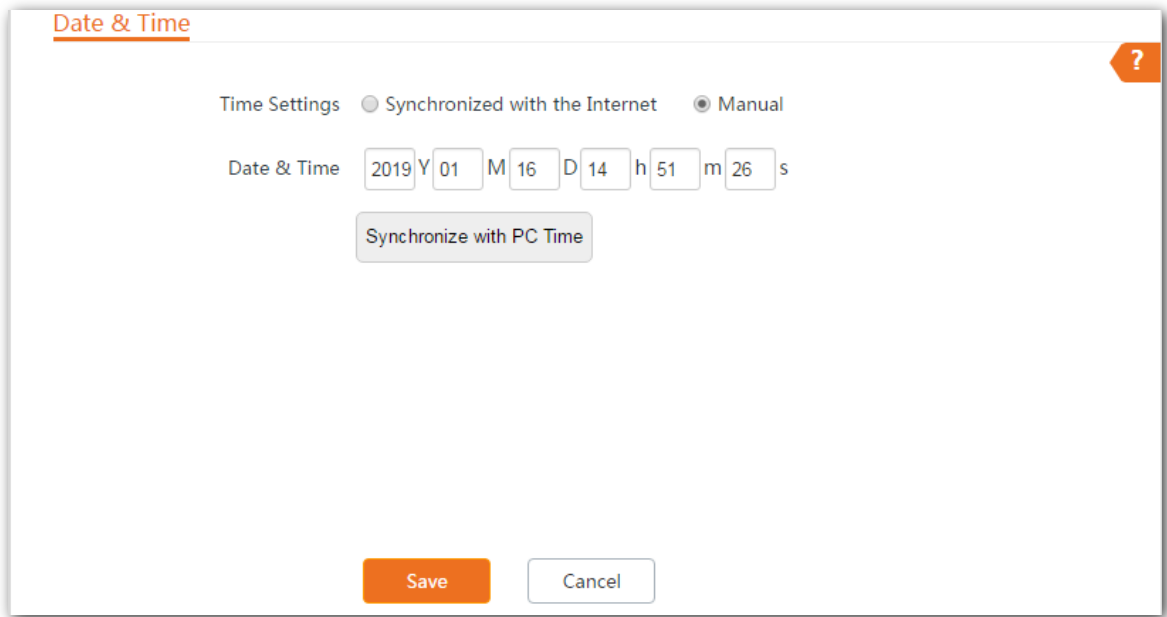 Date & Time
?
Time Settings Synchronized with the Internet Manual
Date & Time 2019 Y 01 M 16 D 14 h 51 m 26 s
Synchronize with PC Time
Save Cancel